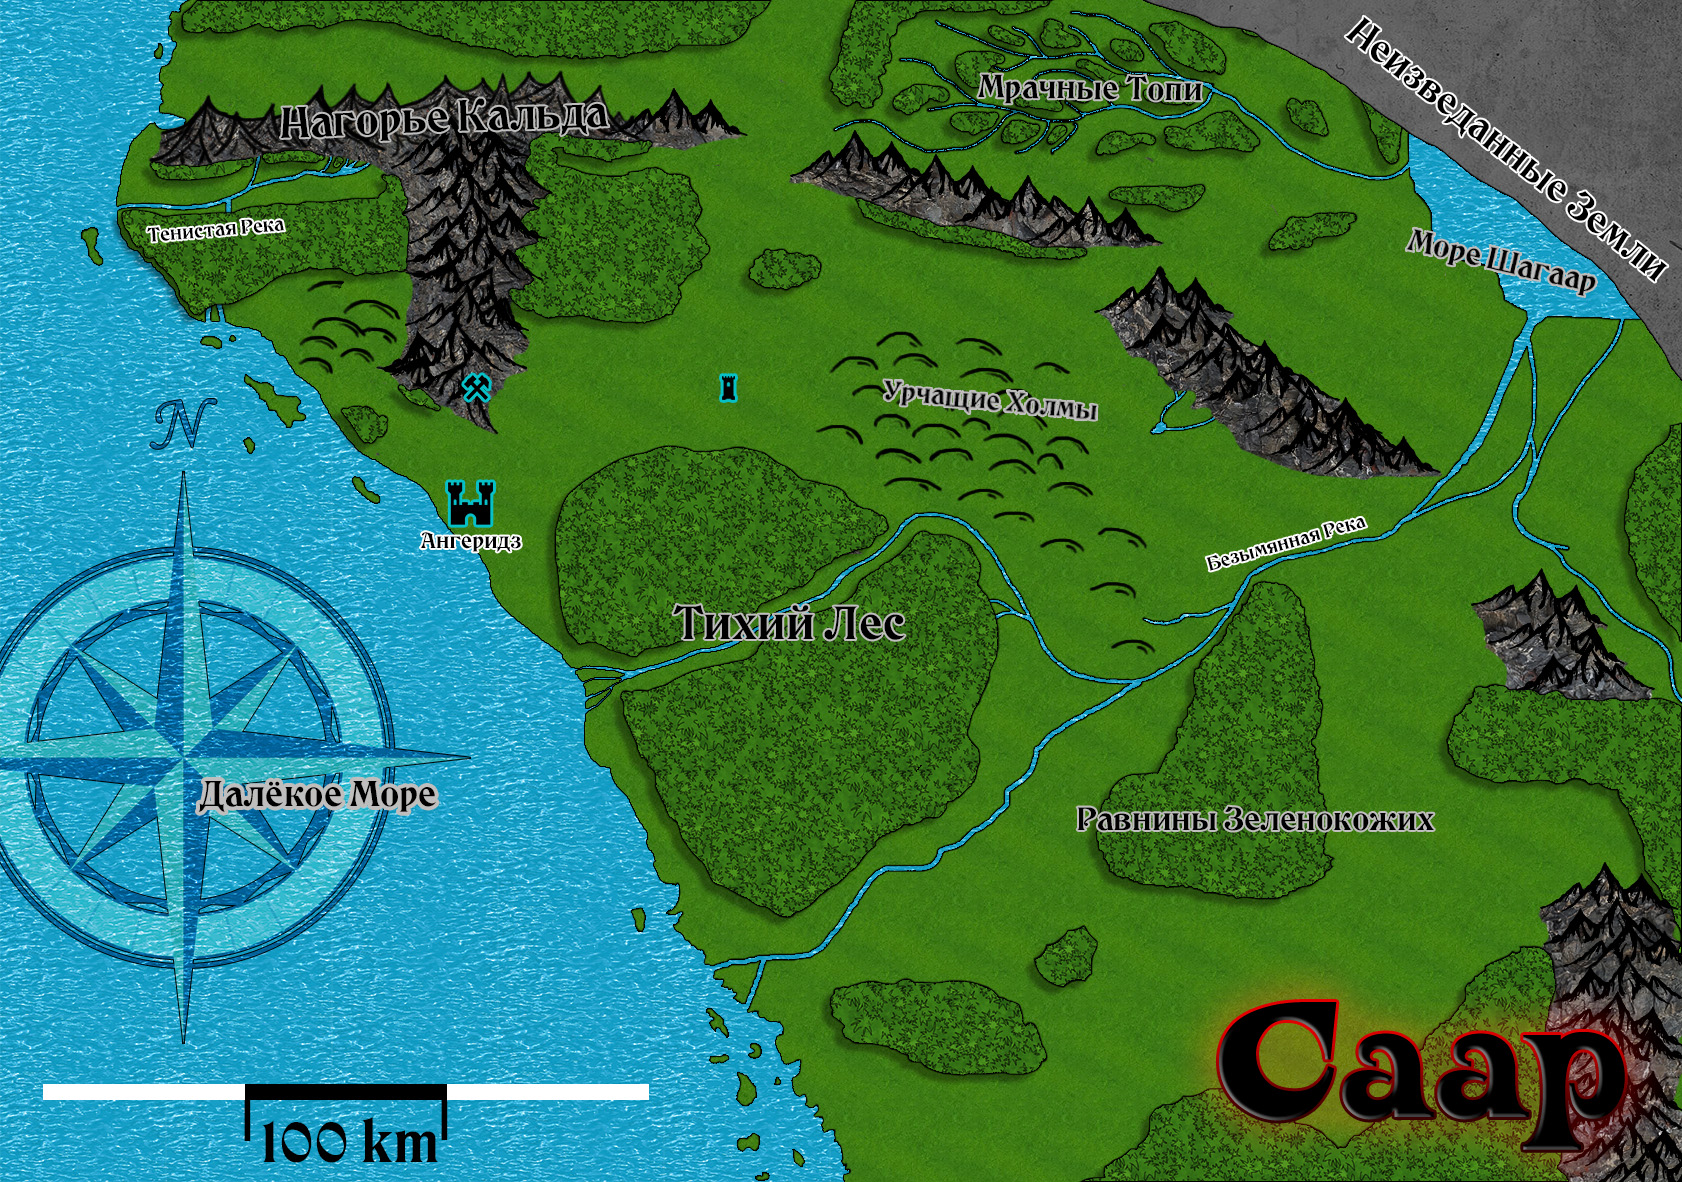 Неизведанные Земли
Мрачные Топи
Нагорье Кальда
Тенистая Река
Море Шагаар
Урчащие Холмы
N
Ангеридз
Безымянная Река
Тихий Лес
Далёкое Море
Равнины Зеленокожих
Саар
100 km